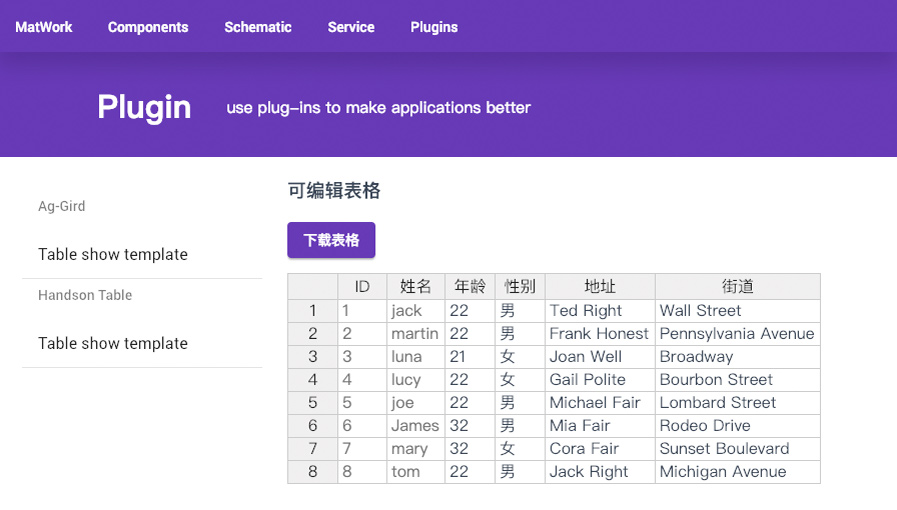 MatWork Components Schematic Service Plugins
Plugin use plug-ins to make applications better
Ag-Gird
Table show template
Handson Table
Table show template
可编辑表格
下载表格
ID 姓名 年龄 性别 地址 街道
1 1 jack 22 男 Ted Right Wall Street
2 2 martin 22 男 Frank Honest Pennsylvania Avenue
3 3 luna 21 女 Joan Well Broadway
4 4 lucy 22 女 Gail Polite Bourbon Street
5 5 joe 22 男 Michael Fair Lombard Street
6 6 James 32 男 Mia Fair Rodeo Drive
7 7 mary 32 女 Cora Fair Sunset Boulevard
8 8 tom 22 男 Jack Right Michigan Avenue